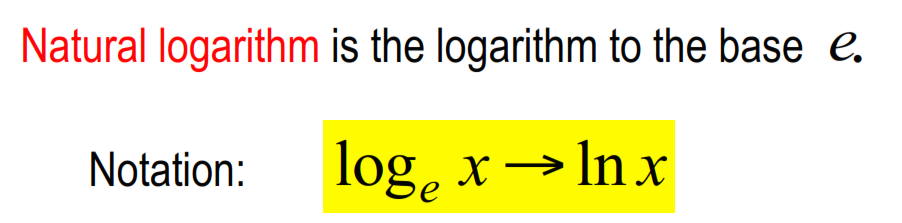 Natural logarithm is the logarithm to the base e.
Notation: logₑ x → ln x